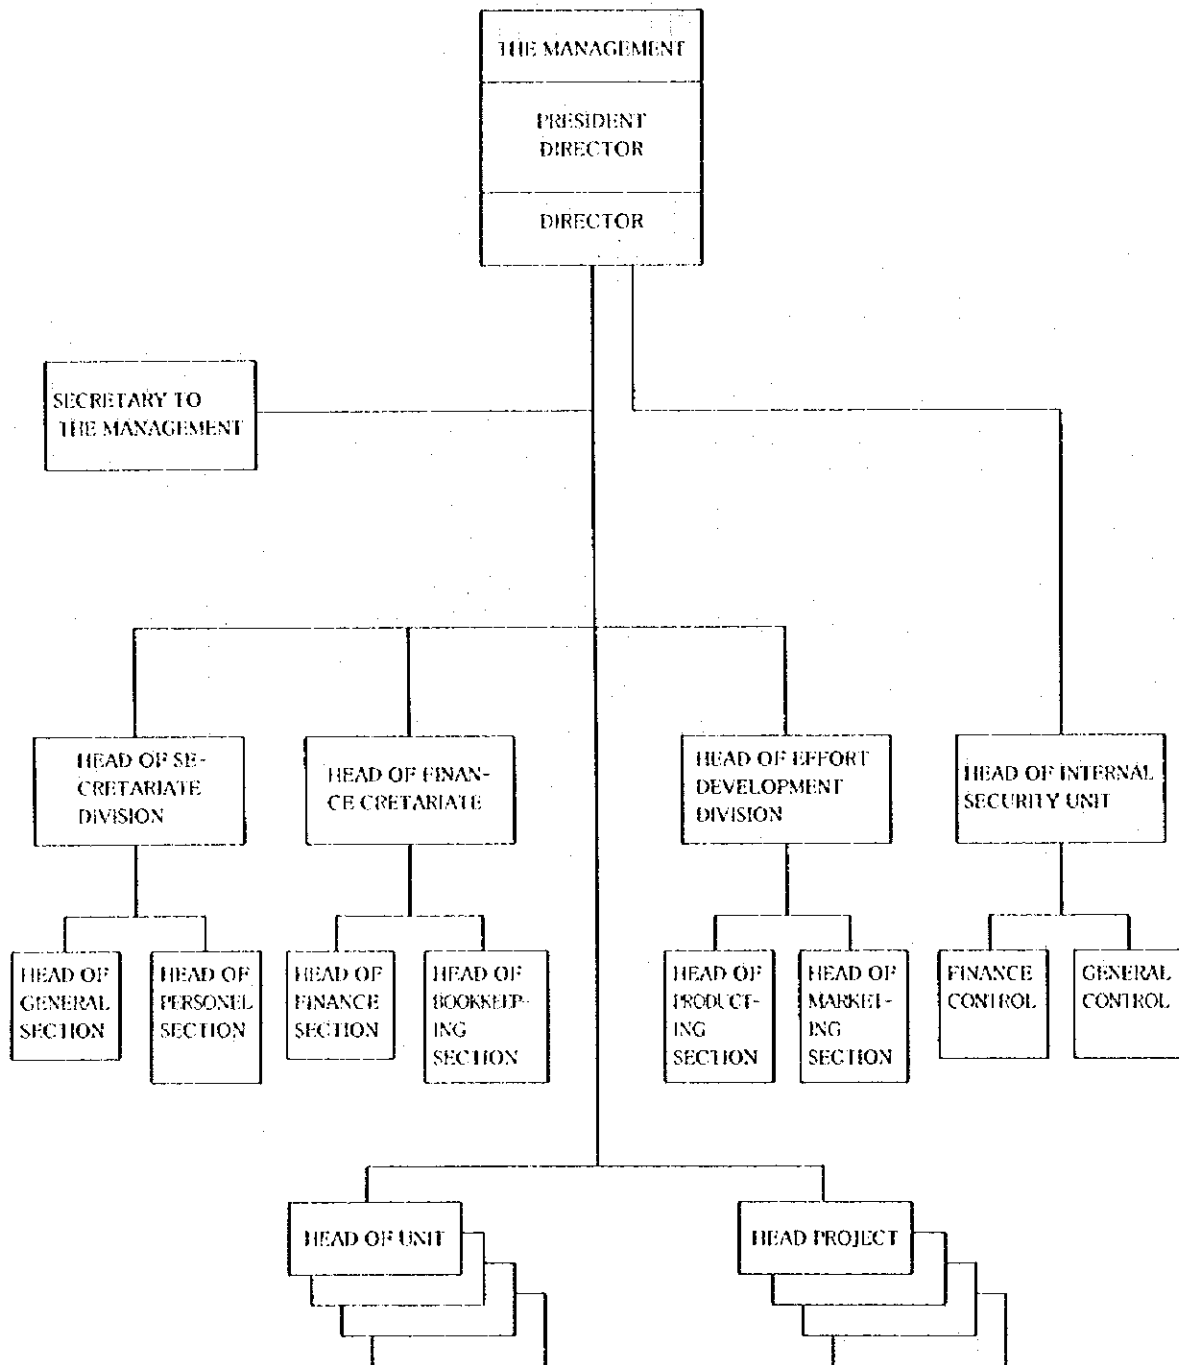 THE MANAGEMENT
PRESIDENT
DIRECTOR
DIRECTOR
SECRETARY TO
THE MANAGEMENT
HEAD OF SE-
CRETARIATE
DIVISION
HEAD OF FINAN-
CE CRETARIATE
HEAD OF EFFORT
DEVELOPMENT
DIVISION
HEAD OF INTERNAL
SECURITY UNIT
HEAD OF
GENERAL
SECTION
HEAD OF
PERSONEL
SECTION
HEAD OF
FINANCE
SECTION
HEAD OF
BOOKKEEP-
ING
SECTION
HEAD OF
PRODUCT-
ING
SECTION
HEAD OF
MARKET-
ING
SECTION
FINANCE
CONTROL
GENERAL
CONTROL
HEAD OF UNIT
HEAD PROJECT